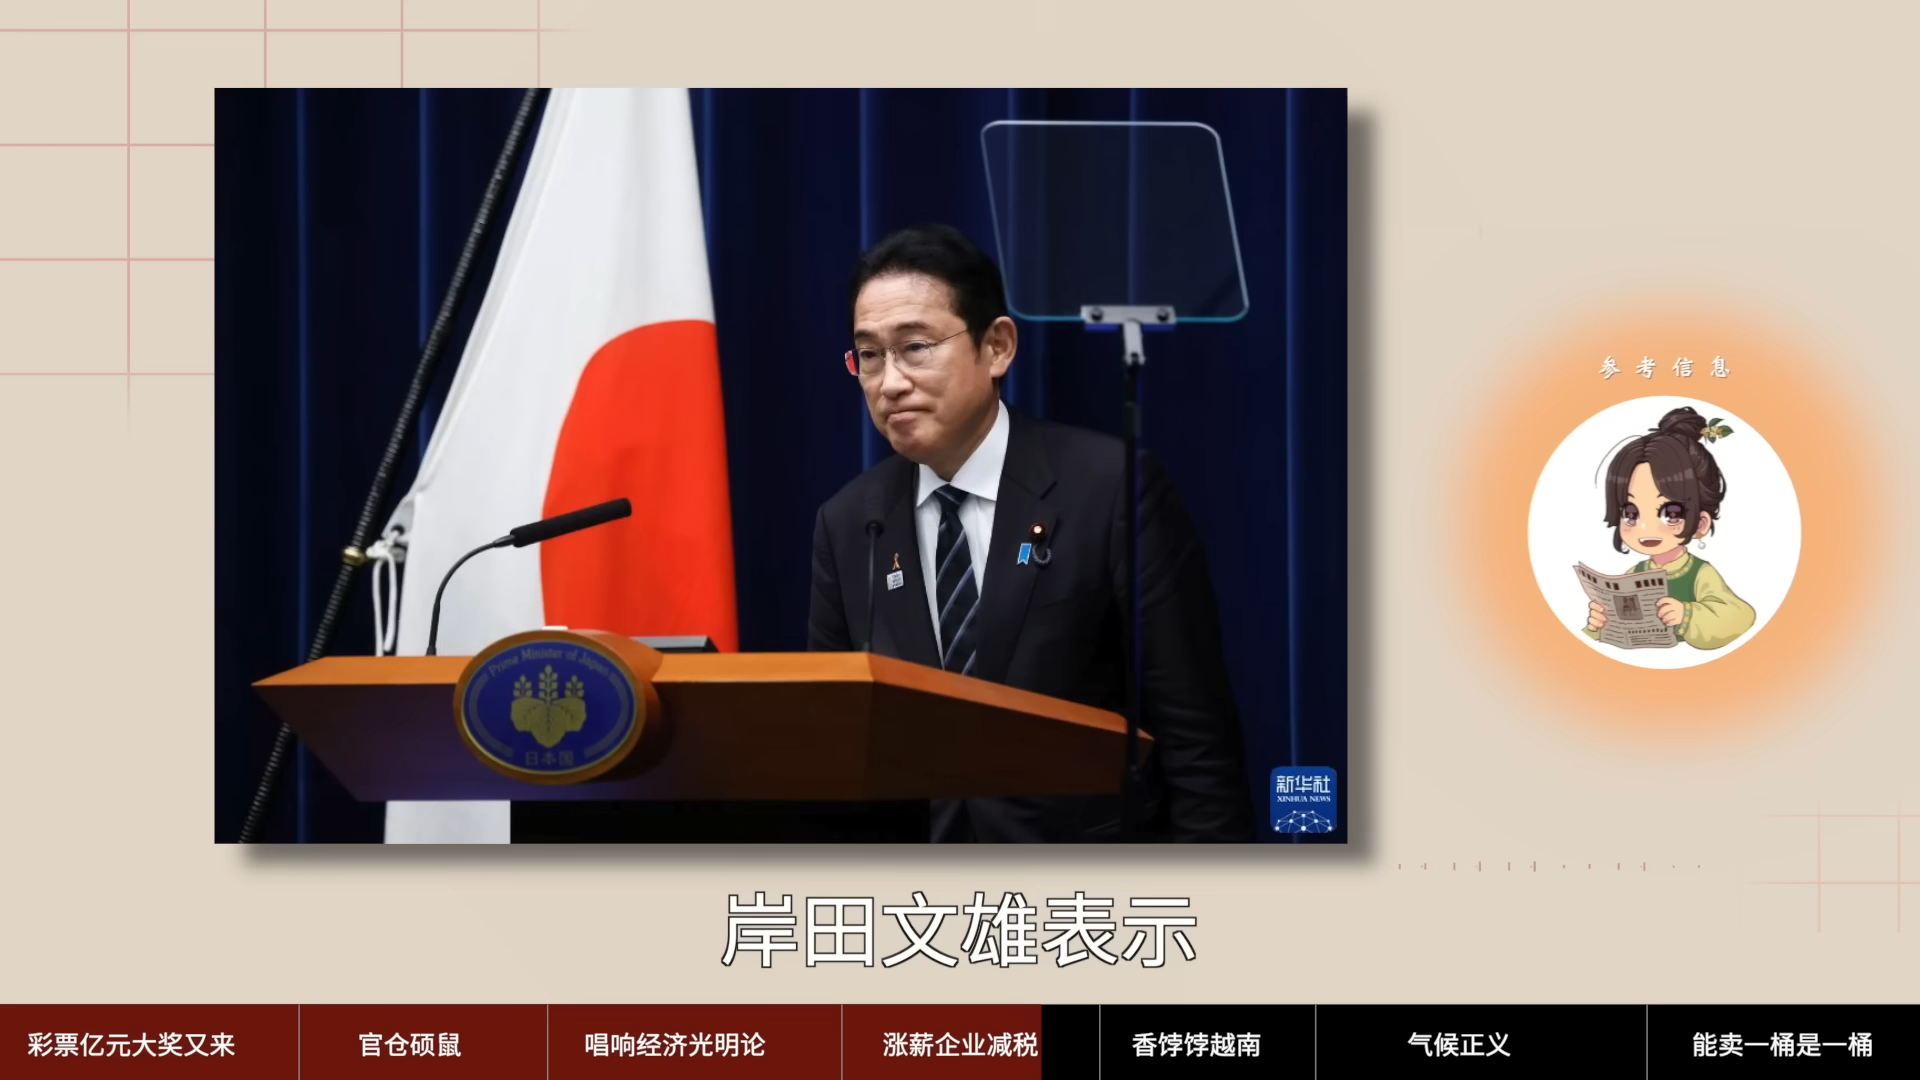 参考信息
Prime Minister of Japan
日本国
新华社
XINHUA NEWS
岸田文雄表示
彩票亿元大奖又来
官仓硕鼠
唱响经济光明论
涨薪企业减税
香饽饽越南
气候正义
能卖一桶是一桶